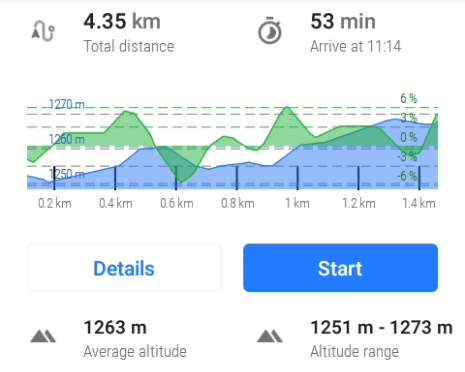 4.35 km
53 min
Total distance
Arrive at 11:14
1270 m
6 %
3 %
1260 m
0 %
-3 %
1250 m
-6 %
0.2 km 0.4 km 0.6 km 0.8 km 1 km 1.2 km 1.4 km
Details
Start
1263 m
1251 m - 1273 m
Average altitude
Altitude range